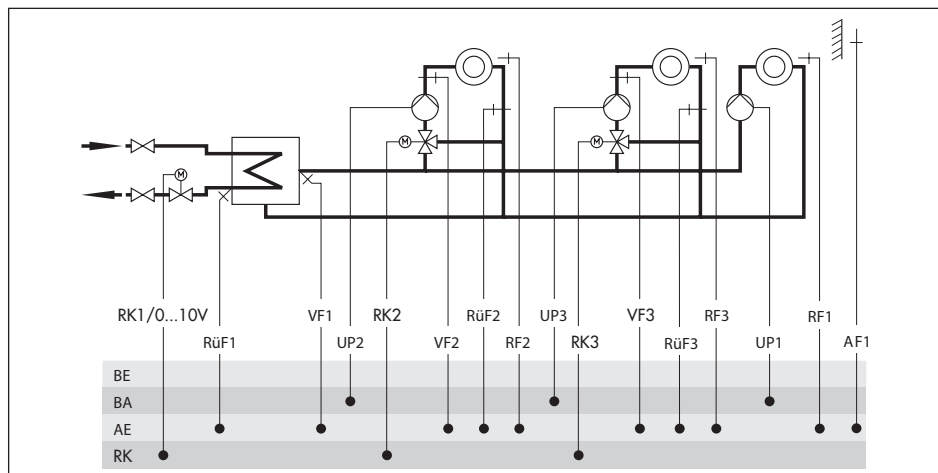 M
M
M
RK1/0...10V
VF1
RK2
RüF2
UP3
VF3
RF3
RF1
RüF1
UP2
VF2
RF2
RK3
RüF3
UP1
AF1
BE
BA
AE
RK